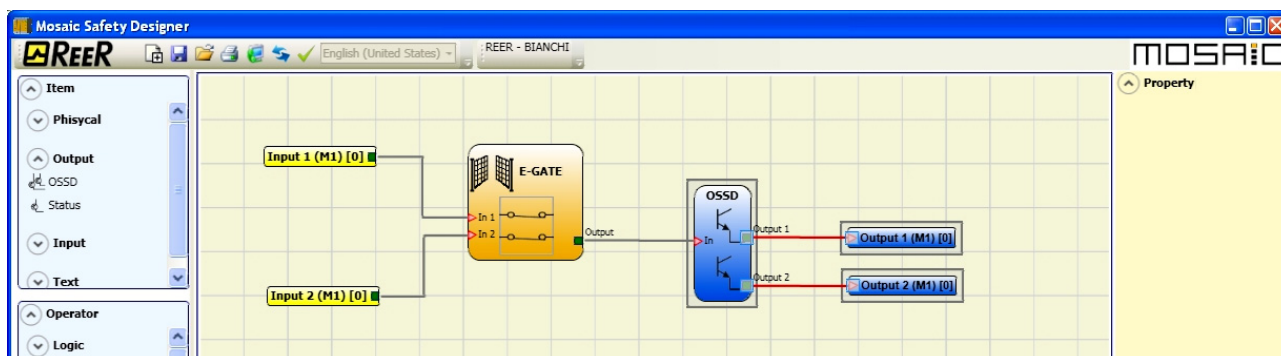 Mosaic Safety Designer
REER
English (United States)
REER - BIANCHI
MOSAIC
Item
Phisycal
Output
OSSD
Status
Input
Text
Operator
Logic
Input 1 (M1) [0]
Input 2 (M1) [0]
E-GATE
In 1
In 2
Output
OSSD
In
Output 1
Output 2
Output 1 (M1) [0]
Output 2 (M1) [0]
Property